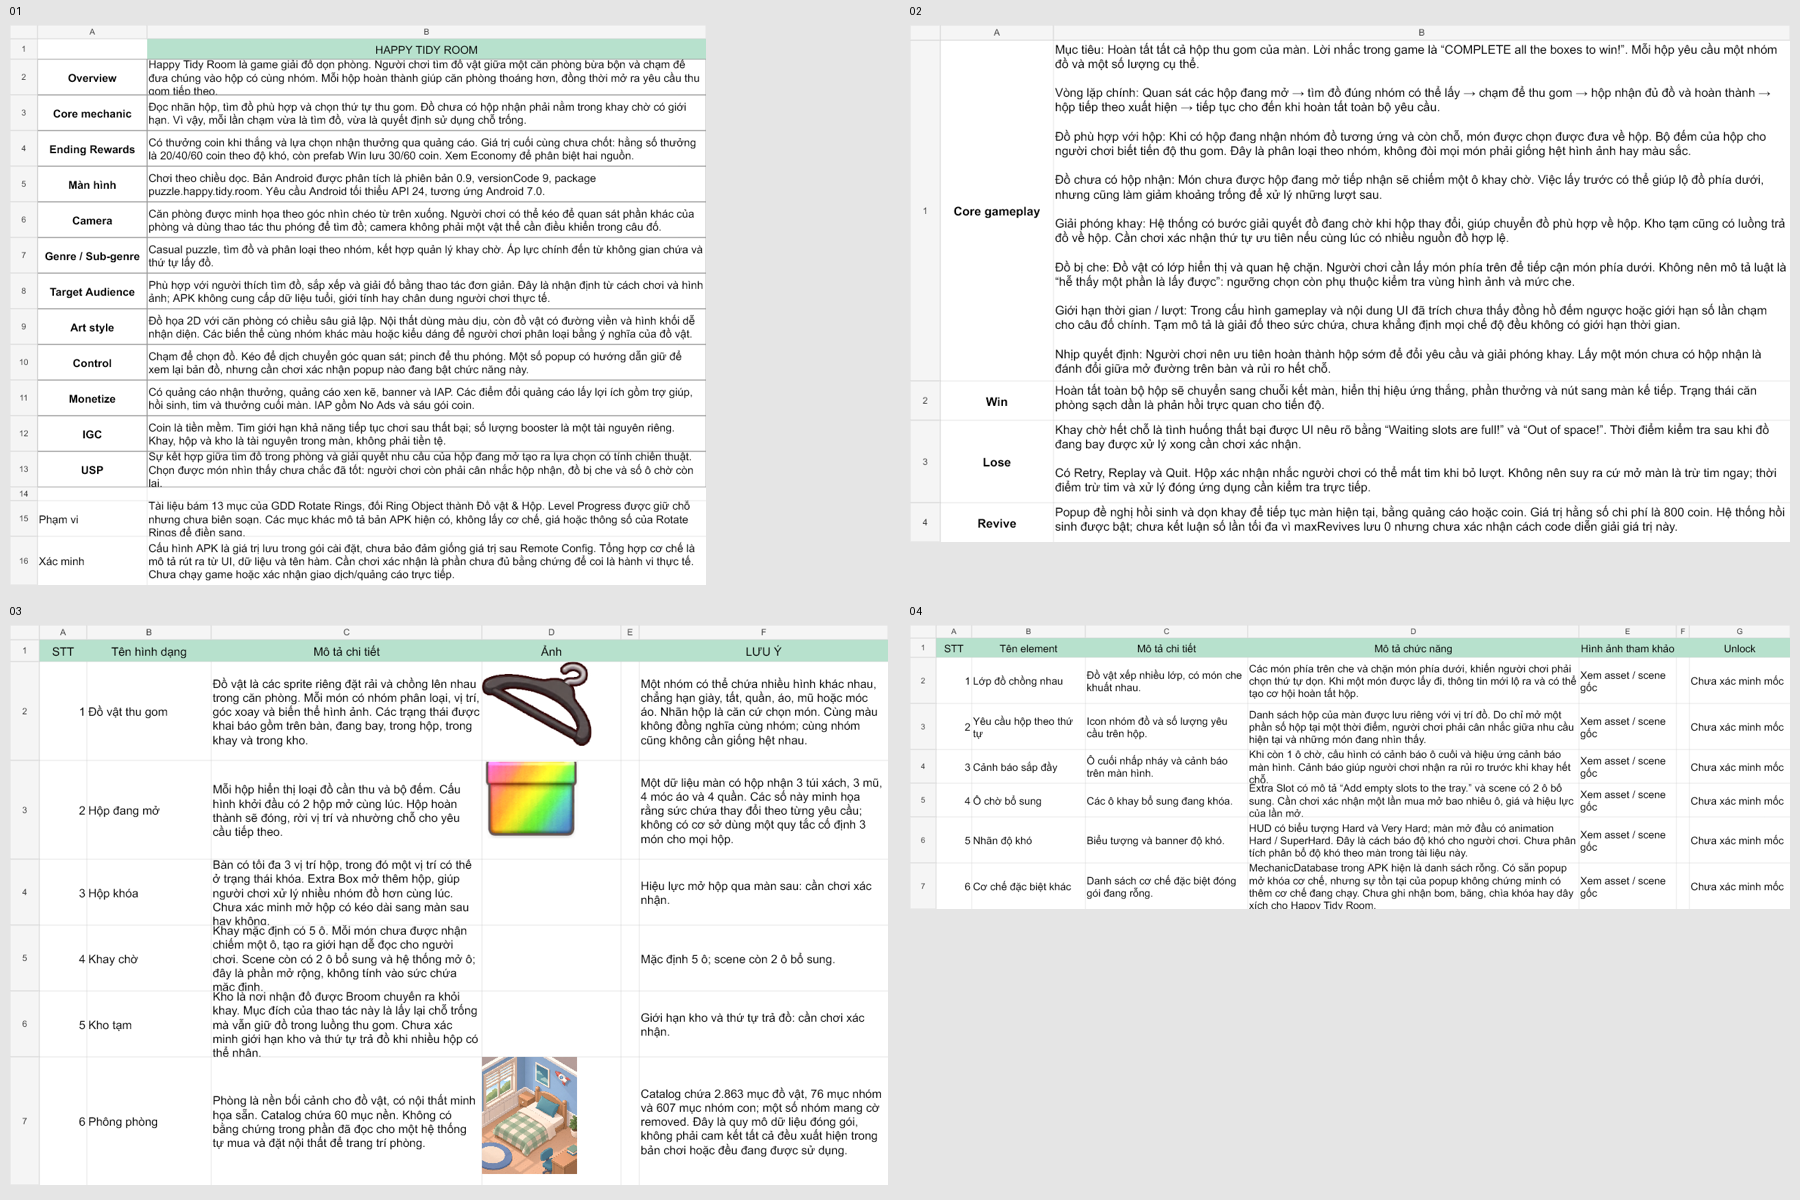 01
A B
1 HAPPY TIDY ROOM
2 Overview
Happy Tidy Room là game giải đố dọn phòng. Người chơi tìm đồ vật giữa một căn phòng bừa bộn và chạm để
đưa chúng vào hộp có cùng nhóm. Mỗi hộp hoàn thành giúp căn phòng thoáng hơn, đồng thời mở ra yêu cầu thu
gom tiếp theo.
3 Core mechanic
Đọc nhãn hộp, tìm đồ phù hợp và chọn thứ tự thu gom. Đồ chưa có hộp nhận phải nằm trong khay chờ có giới
hạn. Vì vậy, mỗi lần chạm vừa là tìm đồ, vừa là quyết định sử dụng chỗ trống.
4 Ending Rewards
Có thưởng coin khi thắng và lựa chọn nhận thưởng qua quảng cáo. Giá trị cuối cùng chưa chốt: hằng số thưởng
là 20/40/60 coin theo độ khó, còn prefab Win lưu 30/60 coin. Xem Economy để phân biệt hai nguồn.
5 Màn hình
Chơi theo chiều dọc. Bản Android được phân tích là phiên bản 0.9, versionCode 9, package
puzzle.happy.tidy.room. Yêu cầu Android tối thiểu API 24, tương ứng Android 7.0.
6 Camera
Căn phòng được minh họa theo góc nhìn chéo từ trên xuống. Người chơi có thể kéo để quan sát phần khác của
phòng và dùng thao tác thu phóng để tìm đồ; camera không phải một vật thể cần điều khiển trong câu đố.
7 Genre / Sub-genre
Casual puzzle, tìm đồ và phân loại theo nhóm, kết hợp quản lý khay chờ. Áp lực chính đến từ không gian chứa và
thứ tự lấy đồ.
8 Target Audience
Phù hợp với người thích tìm đồ, sắp xếp và giải đố bằng thao tác đơn giản. Đây là nhận định từ cách chơi và hình
ảnh; APK không cung cấp dữ liệu tuổi, giới tính hay chân dung người chơi thực tế.
9 Art style
Đồ họa 2D với căn phòng có chiều sâu giả lập. Nội thất dùng màu dịu, còn đồ vật có đường viền và hình khối dễ
nhận diện. Các biến thể cùng nhóm khác màu hoặc kiểu dáng để người chơi phân loại bằng ý nghĩa của đồ vật.
10 Control
Chạm để chọn đồ. Kéo để dịch chuyển góc quan sát; pinch để thu phóng. Một số popup có hướng dẫn giữ để
xem lại bản đồ, nhưng cần chơi xác nhận popup nào đang bật chức năng này.
11 Monetize
Có quảng cáo nhận thưởng, quảng cáo xen kẽ, banner và IAP. Các điểm đổi quảng cáo lấy lợi ích gồm trợ giúp,
hồi sinh, tim và thưởng cuối màn. IAP gồm No Ads và sáu gói coin.
12 IGC
Coin là tiền mềm. Tim giới hạn khả năng tiếp tục chơi sau thất bại; số lượng booster là một tài nguyên riêng.
Khay, hộp và kho là tài nguyên trong màn, không phải tiền tệ.
13 USP
Sự kết hợp giữa tìm đồ trong phòng và giải quyết nhu cầu của hộp đang mở tạo ra lựa chọn có tính chiến thuật.
Chọn được món nhìn thấy chưa chắc đã tốt: người chơi còn phải cân nhắc hộp nhận, đồ bị che và số ô chờ còn
lại.
14
15 Phạm vi
Tài liệu bám 13 mục của GDD Rotate Rings, đổi Ring Object thành Đồ vật & Hộp. Level Progress được giữ chỗ
nhưng chưa biên soạn. Các mục khác mô tả bản APK hiện có, không lấy cơ chế, giá hoặc thông số của Rotate
Rings để điền sang.
16 Xác minh
Cấu hình APK là giá trị lưu trong gói cài đặt, chưa bảo đảm giống giá trị sau Remote Config. Tổng hợp cơ chế là
mô tả rút ra từ UI, dữ liệu và tên hàm. Cần chơi xác nhận là phần chưa đủ bằng chứng để coi là hành vi thực tế.
Chưa chạy game hoặc xác nhận giao dịch/quảng cáo trực tiếp.
02
A B
1 Core gameplay
Mục tiêu: Hoàn tất tất cả hộp thu gom của màn. Lời nhắc trong game là “COMPLETE all the boxes to win!”. Mỗi hộp yêu cầu một nhóm
đồ và một số lượng cụ thể.
Vòng lặp chính: Quan sát các hộp đang mở → tìm đồ đúng nhóm có thể lấy → chạm để thu gom → hộp nhận đủ đồ và hoàn thành →
hộp tiếp theo xuất hiện → tiếp tục cho đến khi hoàn tất toàn bộ yêu cầu.
Đồ phù hợp với hộp: Khi có hộp đang nhận nhóm đồ tương ứng và còn chỗ, món được chọn được đưa về hộp. Bộ đếm của hộp cho
người chơi biết tiến độ thu gom. Đây là phân loại theo nhóm, không đòi mọi món phải giống hệt hình ảnh hay màu sắc.
Đồ chưa có hộp nhận: Món chưa được hộp đang mở tiếp nhận sẽ chiếm một ô khay chờ. Việc lấy trước có thể giúp lộ đồ phía dưới,
nhưng cũng làm giảm khoảng trống để xử lý những lượt sau.
Giải phóng khay: Hệ thống có bước giải quyết đồ đang chờ khi hộp thay đổi, giúp chuyển đồ phù hợp về hộp. Kho tạm cũng có luồng trả
đồ về hộp. Cần chơi xác nhận thứ tự ưu tiên nếu cùng lúc có nhiều nguồn đồ hợp lệ.
Đồ bị che: Đồ vật có lớp hiển thị và quan hệ chặn. Người chơi cần lấy món phía trên để tiếp cận món phía dưới. Không nên mô tả luật là
“hễ thấy một phần là lấy được”: ngưỡng chọn còn phụ thuộc kiểm tra vùng hình ảnh và mức che.
Giới hạn thời gian / lượt: Trong cấu hình gameplay và nội dung UI đã trích chưa thấy đồng hồ đếm ngược hoặc giới hạn số lần chạm
cho câu đố chính. Tạm mô tả là giải đố theo sức chứa, chưa khẳng định mọi chế độ đều không có giới hạn thời gian.
Nhịp quyết định: Người chơi nên ưu tiên hoàn thành hộp sớm để đổi yêu cầu và giải phóng khay. Lấy một món chưa có hộp nhận là
đánh đổi giữa mở đường trên bàn và rủi ro hết chỗ.
2 Win
Hoàn tất toàn bộ hộp sẽ chuyển sang chuỗi kết màn, hiển thị hiệu ứng thắng, phần thưởng và nút sang màn kế tiếp. Trạng thái căn
phòng sạch dần là phản hồi trực quan cho tiến độ.
3 Lose
Khay chờ hết chỗ là tình huống thất bại được UI nêu rõ bằng “Waiting slots are full!” và “Out of space!”. Thời điểm kiểm tra sau khi đồ
đang bay được xử lý xong cần chơi xác nhận.
Có Retry, Replay và Quit. Hộp xác nhận nhắc người chơi có thể mất tim khi bỏ lượt. Không nên suy ra cứ mở màn là trừ tim ngay; thời
điểm trừ tim và xử lý đóng ứng dụng cần kiểm tra trực tiếp.
4 Revive
Popup đề nghị hồi sinh và dọn khay để tiếp tục màn hiện tại, bằng quảng cáo hoặc coin. Giá trị hằng số chi phí là 800 coin. Hệ thống hồi
sinh được bật; chưa kết luận số lần tối đa vì maxRevives lưu 0 nhưng chưa xác nhận cách code diễn giải giá trị này.
03
A B C D E F
1 STT Tên hình dạng Mô tả chi tiết Ảnh LƯU Ý
2 1 Đồ vật thu gom
Đồ vật là các sprite riêng đặt rải và chồng lên nhau
trong căn phòng. Mỗi món có nhóm phân loại, vị trí,
góc xoay và biến thể hình ảnh. Các trạng thái được
khai báo gồm trên bàn, đang bay, trong hộp, trong
khay và trong kho.
Một nhóm có thể chứa nhiều hình khác nhau,
chẳng hạn giày, tất, quần, áo, mũ hoặc móc
áo. Nhãn hộp là căn cứ chọn món. Cùng màu
không đồng nghĩa cùng nhóm; cùng nhóm
cũng không cần giống hệt nhau.
3 2 Hộp đang mở
Mỗi hộp hiển thị loại đồ cần thu và bộ đếm. Cấu
hình khởi đầu có 2 hộp mở cùng lúc. Hộp hoàn
thành sẽ đóng, rời vị trí và nhường chỗ cho yêu
cầu tiếp theo.
Một dữ liệu màn có hộp nhận 3 túi xách, 3 mũ,
4 móc áo và 4 quần. Các số này minh họa
rằng sức chứa thay đổi theo từng yêu cầu;
không có cơ sở dùng một quy tắc cố định 3
món cho mọi hộp.
4 3 Hộp khóa
Bàn có tối đa 3 vị trí hộp, trong đó một vị trí có thể
ở trạng thái khóa. Extra Box mở thêm hộp, giúp
người chơi xử lý nhiều nhóm đồ hơn cùng lúc.
Chưa xác minh mở hộp có kéo dài sang màn sau
hay không.
Hiệu lực mở hộp qua màn sau: cần chơi xác
nhận.
5 4 Khay chờ
Khay mặc định có 5 ô. Mỗi món chưa được nhận
chiếm một ô, tạo ra giới hạn dễ đọc cho người
chơi. Scene còn có 2 ô bổ sung và hệ thống mở ô;
đây là phần mở rộng, không tính vào sức chứa
mặc định.
Mặc định 5 ô; scene còn 2 ô bổ sung.
6 5 Kho tạm
Kho là nơi nhận đồ được Broom chuyển ra khỏi
khay. Mục đích của thao tác này là lấy lại chỗ trống
mà vẫn giữ đồ trong luồng thu gom. Chưa xác
minh giới hạn kho và thứ tự trả đồ khi nhiều hộp có
thể nhận.
Giới hạn kho và thứ tự trả đồ: cần chơi xác
nhận.
7 6 Phông phòng
Phòng là nền bối cảnh cho đồ vật, có nội thất minh
họa sẵn. Catalog chứa 60 mục nền. Không có
bằng chứng trong phần đã đọc cho một hệ thống
tự mua và đặt nội thất để trang trí phòng.
Catalog chứa 2.863 mục đồ vật, 76 mục nhóm
và 607 mục nhóm con; một số nhóm mang cờ
removed. Đây là quy mô dữ liệu đóng gói,
không phải cam kết tất cả đều xuất hiện trong
bản chơi hoặc đều đang được sử dụng.
04
A B C D E F G
1 STT Tên element Mô tả chi tiết Mô tả chức năng Hình ảnh tham khảo Unlock
2 1 Lớp đồ chồng nhau
Đồ vật xếp nhiều lớp, có món che
khuất nhau.
Các món phía trên che và chặn món phía dưới, khiến người chơi phải
chọn thứ tự dọn. Khi một món được lấy đi, thông tin mới lộ ra và có thể
tạo cơ hội hoàn tất hộp.
Xem asset / scene
gốc
Chưa xác minh mốc
3 2 Yêu cầu hộp theo thứ
tự
Icon nhóm đồ và số lượng yêu
cầu trên hộp.
Danh sách hộp của màn được lưu riêng với vị trí đồ. Do chỉ mở một
phần số hộp tại một thời điểm, người chơi phải cân nhắc giữa nhu cầu
hiện tại và những món đang nhìn thấy.
Xem asset / scene
gốc
Chưa xác minh mốc
4 3 Cảnh báo sắp đầy
Ô cuối nhấp nháy và cảnh báo
trên màn hình.
Khi còn 1 ô chờ, cấu hình có cảnh báo ô cuối và hiệu ứng cảnh báo
màn hình. Cảnh báo giúp người chơi nhận ra rủi ro trước khi khay hết
chỗ.
Xem asset / scene
gốc
Chưa xác minh mốc
5 4 Ô chờ bổ sung
Các ô khay bổ sung đang khóa.
Extra Slot có mô tả “Add empty slots to the tray.” và scene có 2 ô bổ
sung. Cần chơi xác nhận một lần mua mở bao nhiêu ô, giá và hiệu lực
của lần mở.
Xem asset / scene
gốc
Chưa xác minh mốc
6 5 Nhãn độ khó
Biểu tượng và banner độ khó.
HUD có biểu tượng Hard và Very Hard; màn mở đầu có animation
Hard / SuperHard. Đây là cách báo độ khó cho người chơi. Chưa phân
tích phân bố độ khó theo màn trong tài liệu này.
Xem asset / scene
gốc
Chưa xác minh mốc
7 6 Cơ chế đặc biệt khác
Danh sách cơ chế đặc biệt đóng
gói đang rỗng.
MechanicDatabase trong APK hiện là danh sách rỗng. Có sẵn popup
mở khóa cơ chế, nhưng sự tồn tại của popup không chứng minh có
thêm cơ chế đang chạy. Chưa ghi nhận bom, băng, chìa khóa hay dây
xích cho Happy Tidy Room.
Xem asset / scene
gốc
Chưa xác minh mốc